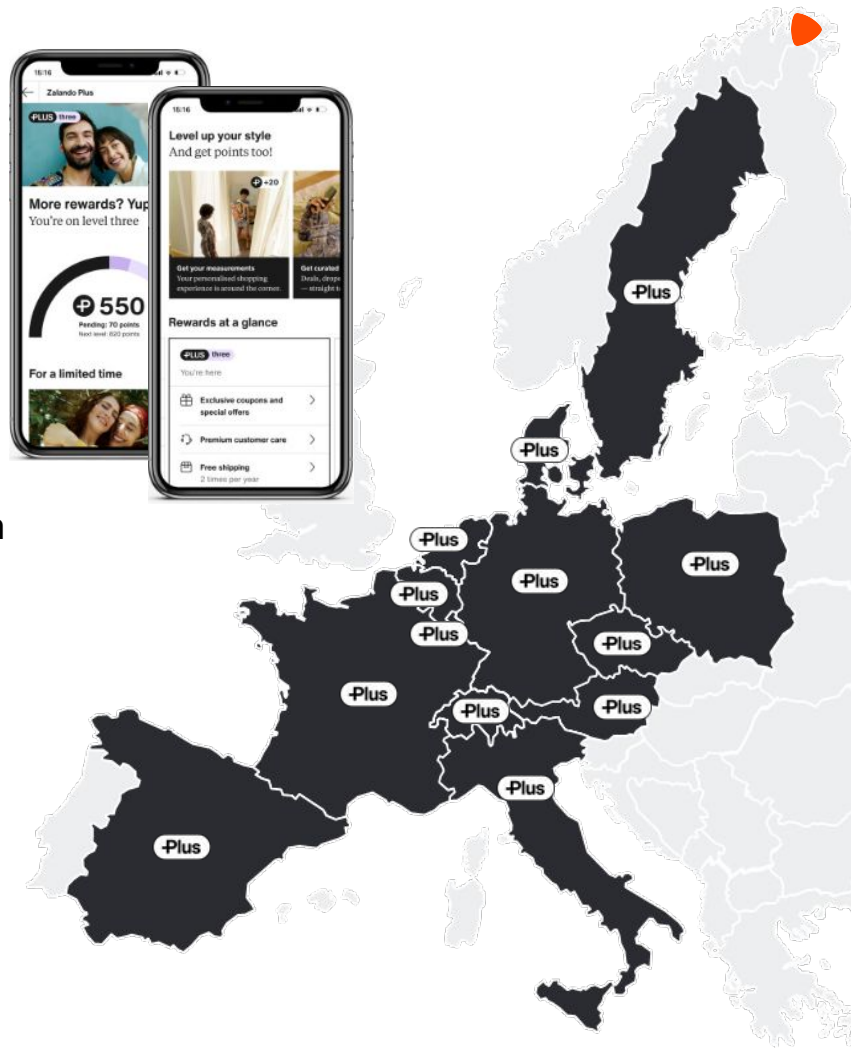 15:16
Zalando Plus
PLUS three
More rewards? Yup
You're on level three
550
Pending: 70 points
Next level: 620 points
For a limited time
15:16
Level up your style
And get points too!
+20
Get your measurements
Your personalised shopping
experience is around the corner.
Get curated
Deals, drops
— straight t
Rewards at a glance
PLUS three
You're here
Exclusive coupons and
special offers
Premium customer care
Free shipping
2 times per year
n
Plus
Plus
Plus
Plus
Plus
Plus
Plus
Plus
Plus
Plus
Plus
Plus
Plus